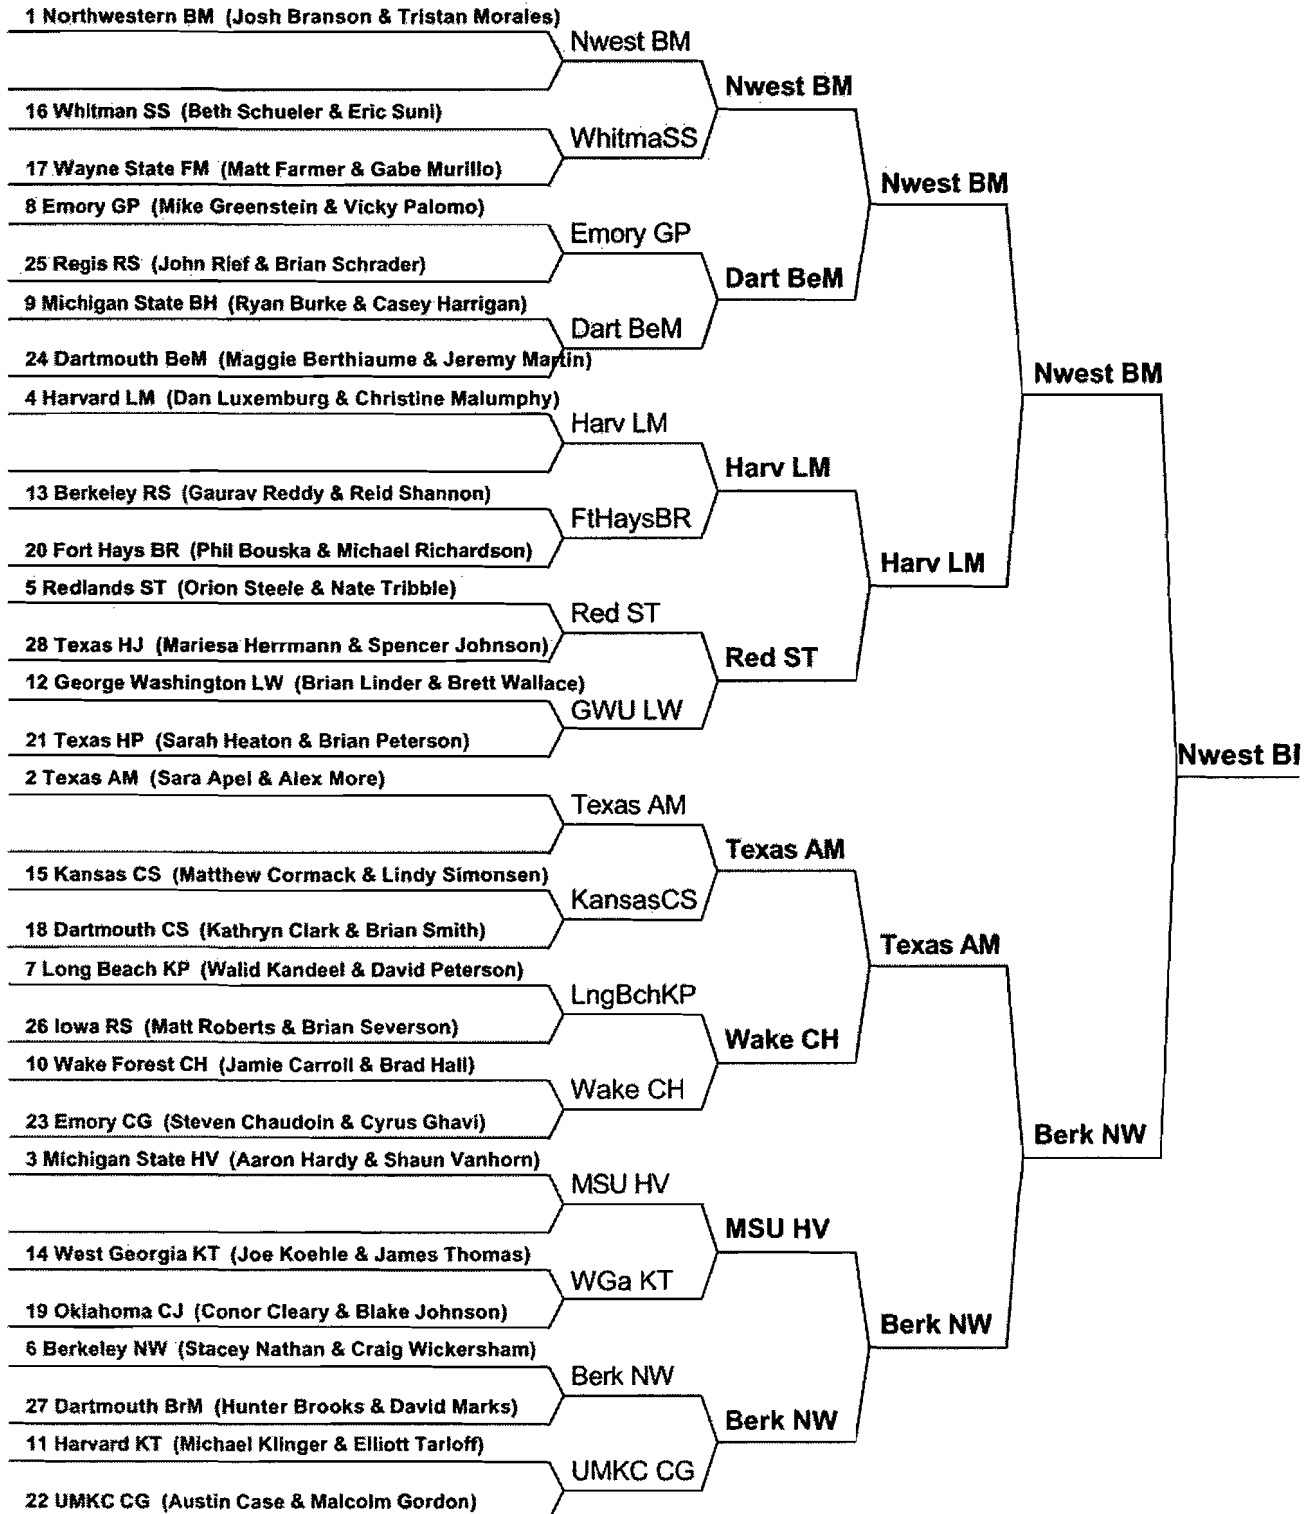 1 Northwestern BM (Josh Branson & Tristan Morales)
Nwest BM
Nwest BM
16 Whitman SS (Beth Schueler & Eric Suni)
WhitmaSS
17 Wayne State FM (Matt Farmer & Gabe Murillo)
Nwest BM
8 Emory GP (Mike Greenstein & Vicky Palomo)
Emory GP
25 Regis RS (John Rief & Brian Schrader)
Dart BeM
9 Michigan State BH (Ryan Burke & Casey Harrigan)
Dart BeM
24 Dartmouth BeM (Maggie Berthiaume & Jeremy Martin)
Nwest BM
4 Harvard LM (Dan Luxemburg & Christine Malumphy)
Harv LM
Harv LM
13 Berkeley RS (Gaurav Reddy & Reid Shannon)
FtHaysBR
20 Fort Hays BR (Phil Bouska & Michael Richardson)
Harv LM
5 Redlands ST (Orion Steele & Nate Tribble)
Red ST
28 Texas HJ (Mariesa Herrmann & Spencer Johnson)
Red ST
12 George Washington LW (Brian Linder & Brett Wallace)
GWU LW
21 Texas HP (Sarah Heaton & Brian Peterson)
Nwest BM
2 Texas AM (Sara Apel & Alex More)
Texas AM
Texas AM
15 Kansas CS (Matthew Cormack & Lindy Simonsen)
KansasCS
18 Dartmouth CS (Kathryn Clark & Brian Smith)
Texas AM
7 Long Beach KP (Walid Kandeel & David Peterson)
LngBchKP
26 Iowa RS (Matt Roberts & Brian Severson)
Wake CH
10 Wake Forest CH (Jamie Carroll & Brad Hall)
Wake CH
23 Emory CG (Steven Chaudoin & Cyrus Ghavi)
Berk NW
3 Michigan State HV (Aaron Hardy & Shaun Vanhorn)
MSU HV
MSU HV
14 West Georgia KT (Joe Koehle & James Thomas)
WGa KT
19 Oklahoma CJ (Conor Cleary & Blake Johnson)
Berk NW
6 Berkeley NW (Stacey Nathan & Craig Wickersham)
Berk NW
27 Dartmouth BrM (Hunter Brooks & David Marks)
Berk NW
11 Harvard KT (Michael Klinger & Elliott Tarloff)
UMKC CG
22 UMKC CG (Austin Case & Malcolm Gordon)